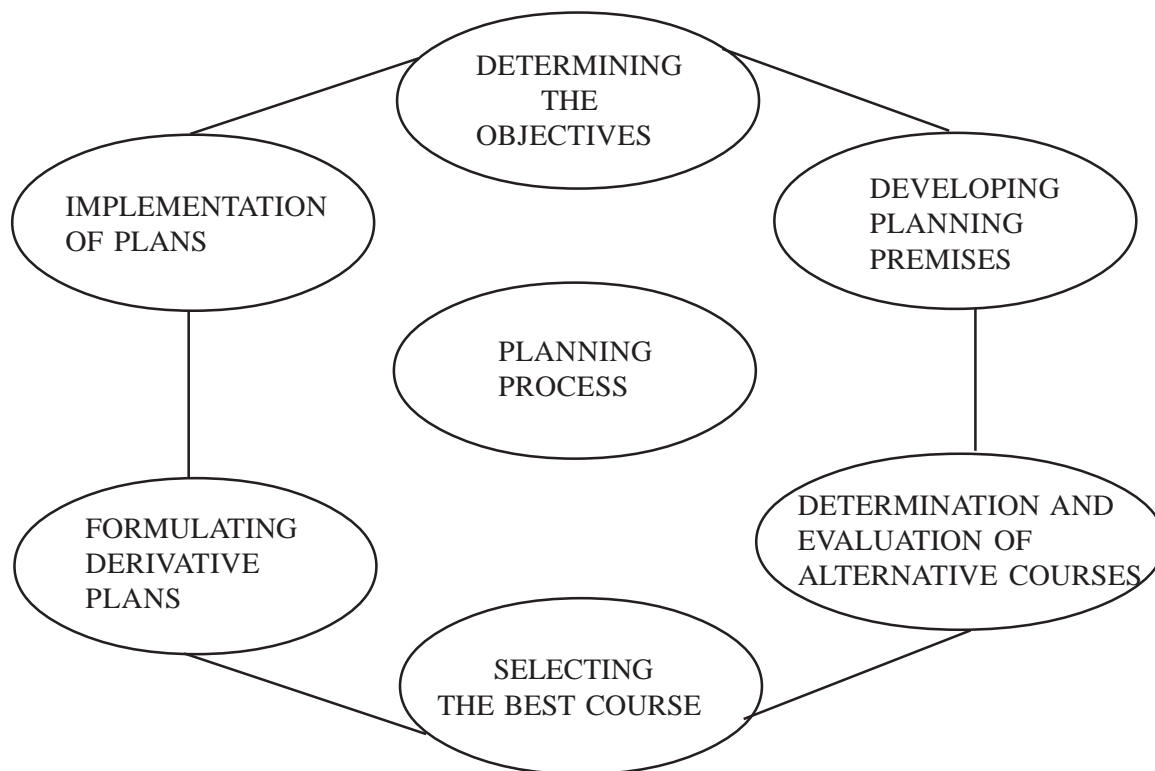 DETERMINING
THE
OBJECTIVES
IMPLEMENTATION
OF PLANS
DEVELOPING
PLANNING
PREMISES
PLANNING
PROCESS
FORMULATING
DERIVATIVE
PLANS
DETERMINATION AND
EVALUATION OF
ALTERNATIVE COURSES
SELECTING
THE BEST COURSE